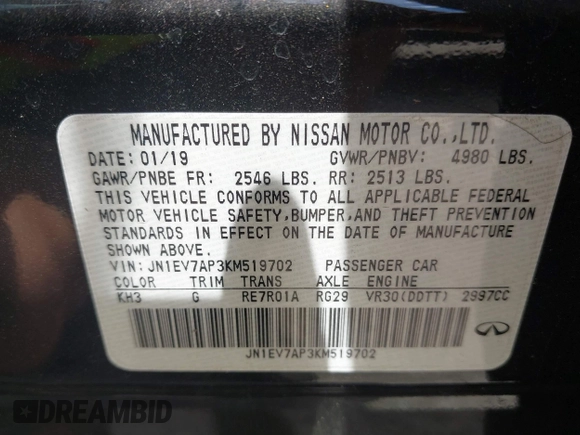 MANUFACTURED BY NISSAN MOTOR CO.,LTD.
DATE: 01/19 GVWR/PNBV: 4980 LBS.
GAWR/PNBE FR: 2546 LBS. RR: 2513 LBS.
THIS VEHICLE CONFORMS TO ALL APPLICABLE FEDERAL
MOTOR VEHICLE SAFETY,BUMPER,AND THEFT PREVENTION
STANDARDS IN EFFECT ON THE DATE OF MANUFACTURE
SHOWN ABOVE.
VIN: JN1EV7AP3KM519702 PASSENGER CAR
COLOR TRIM TRANS AXLE ENGINE
KH3 G RE7R01A RG29 VR30(DDTT) 2997CC
JN1EV7AP3KM519702
DREAMBID